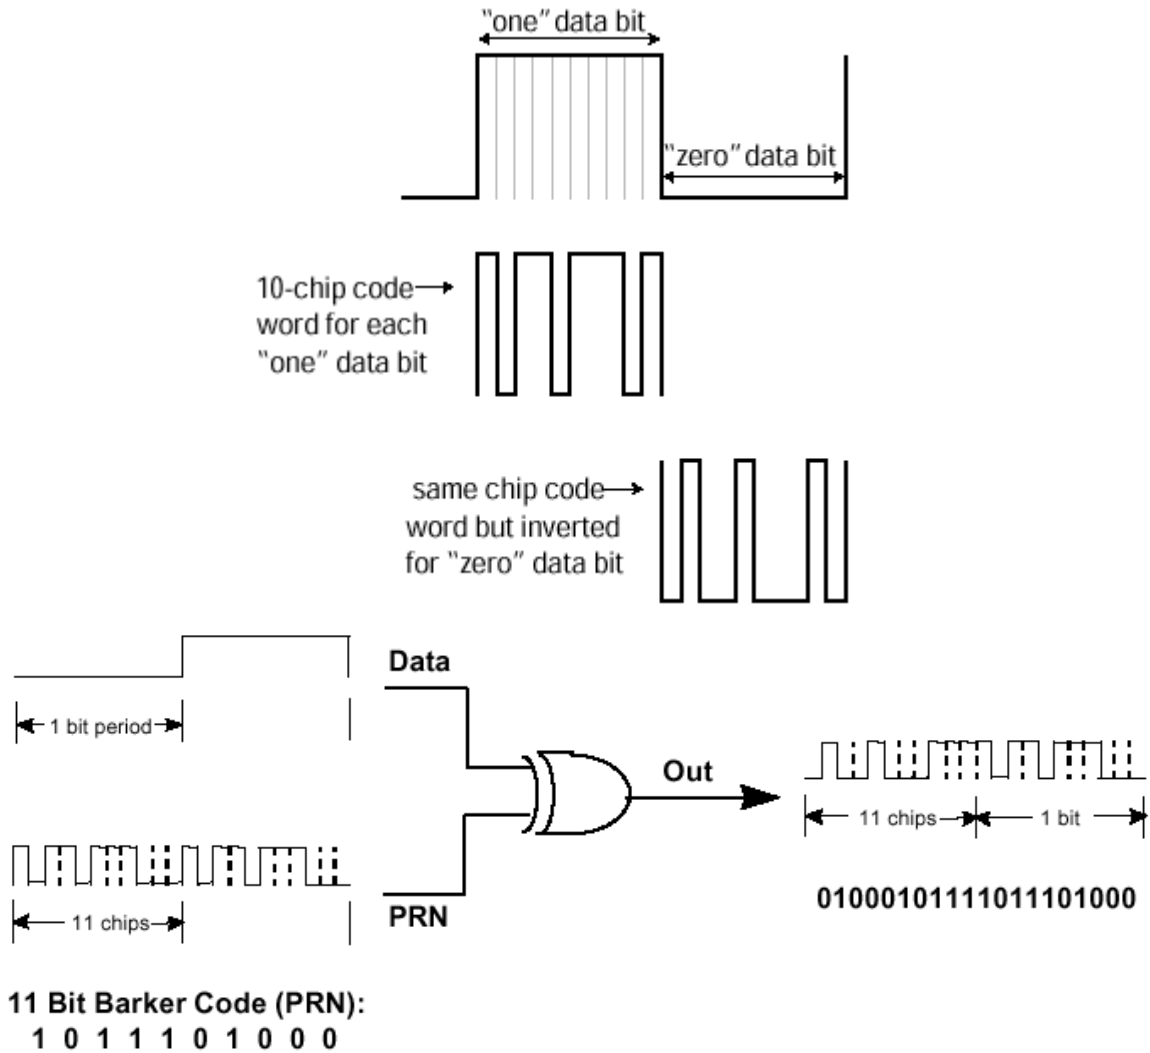 "one" data bit
"zero" data bit
10-chip code
word for each
"one" data bit
same chip code
word but inverted
for "zero" data bit
Data
1 bit period
Out
11 chips
1 bit
01000101111011101000
PRN
11 chips
11 Bit Barker Code (PRN):
1 0 1 1 1 0 1 0 0 0